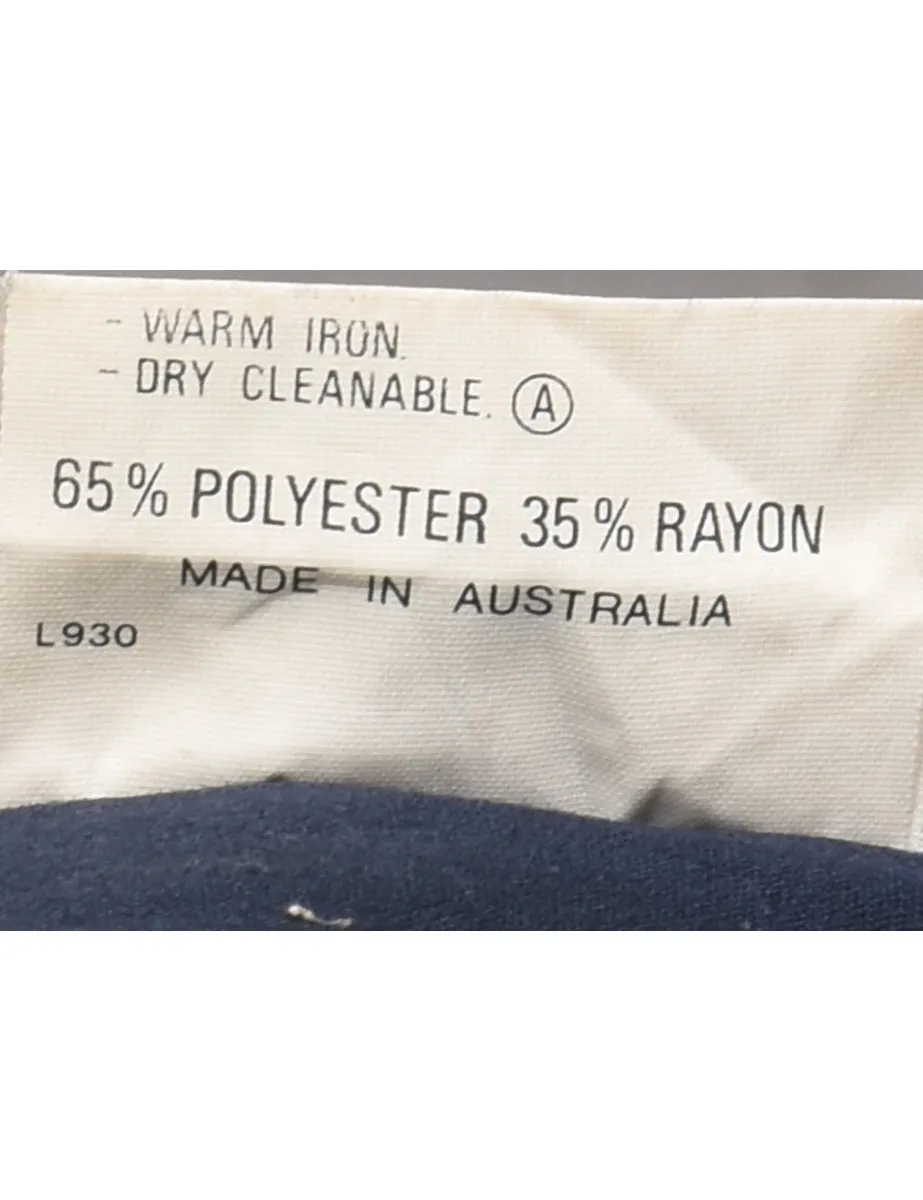 - WARM IRON.
- DRY CLEANABLE. Ⓐ
65% POLYESTER 35% RAYON
MADE IN AUSTRALIA
L930